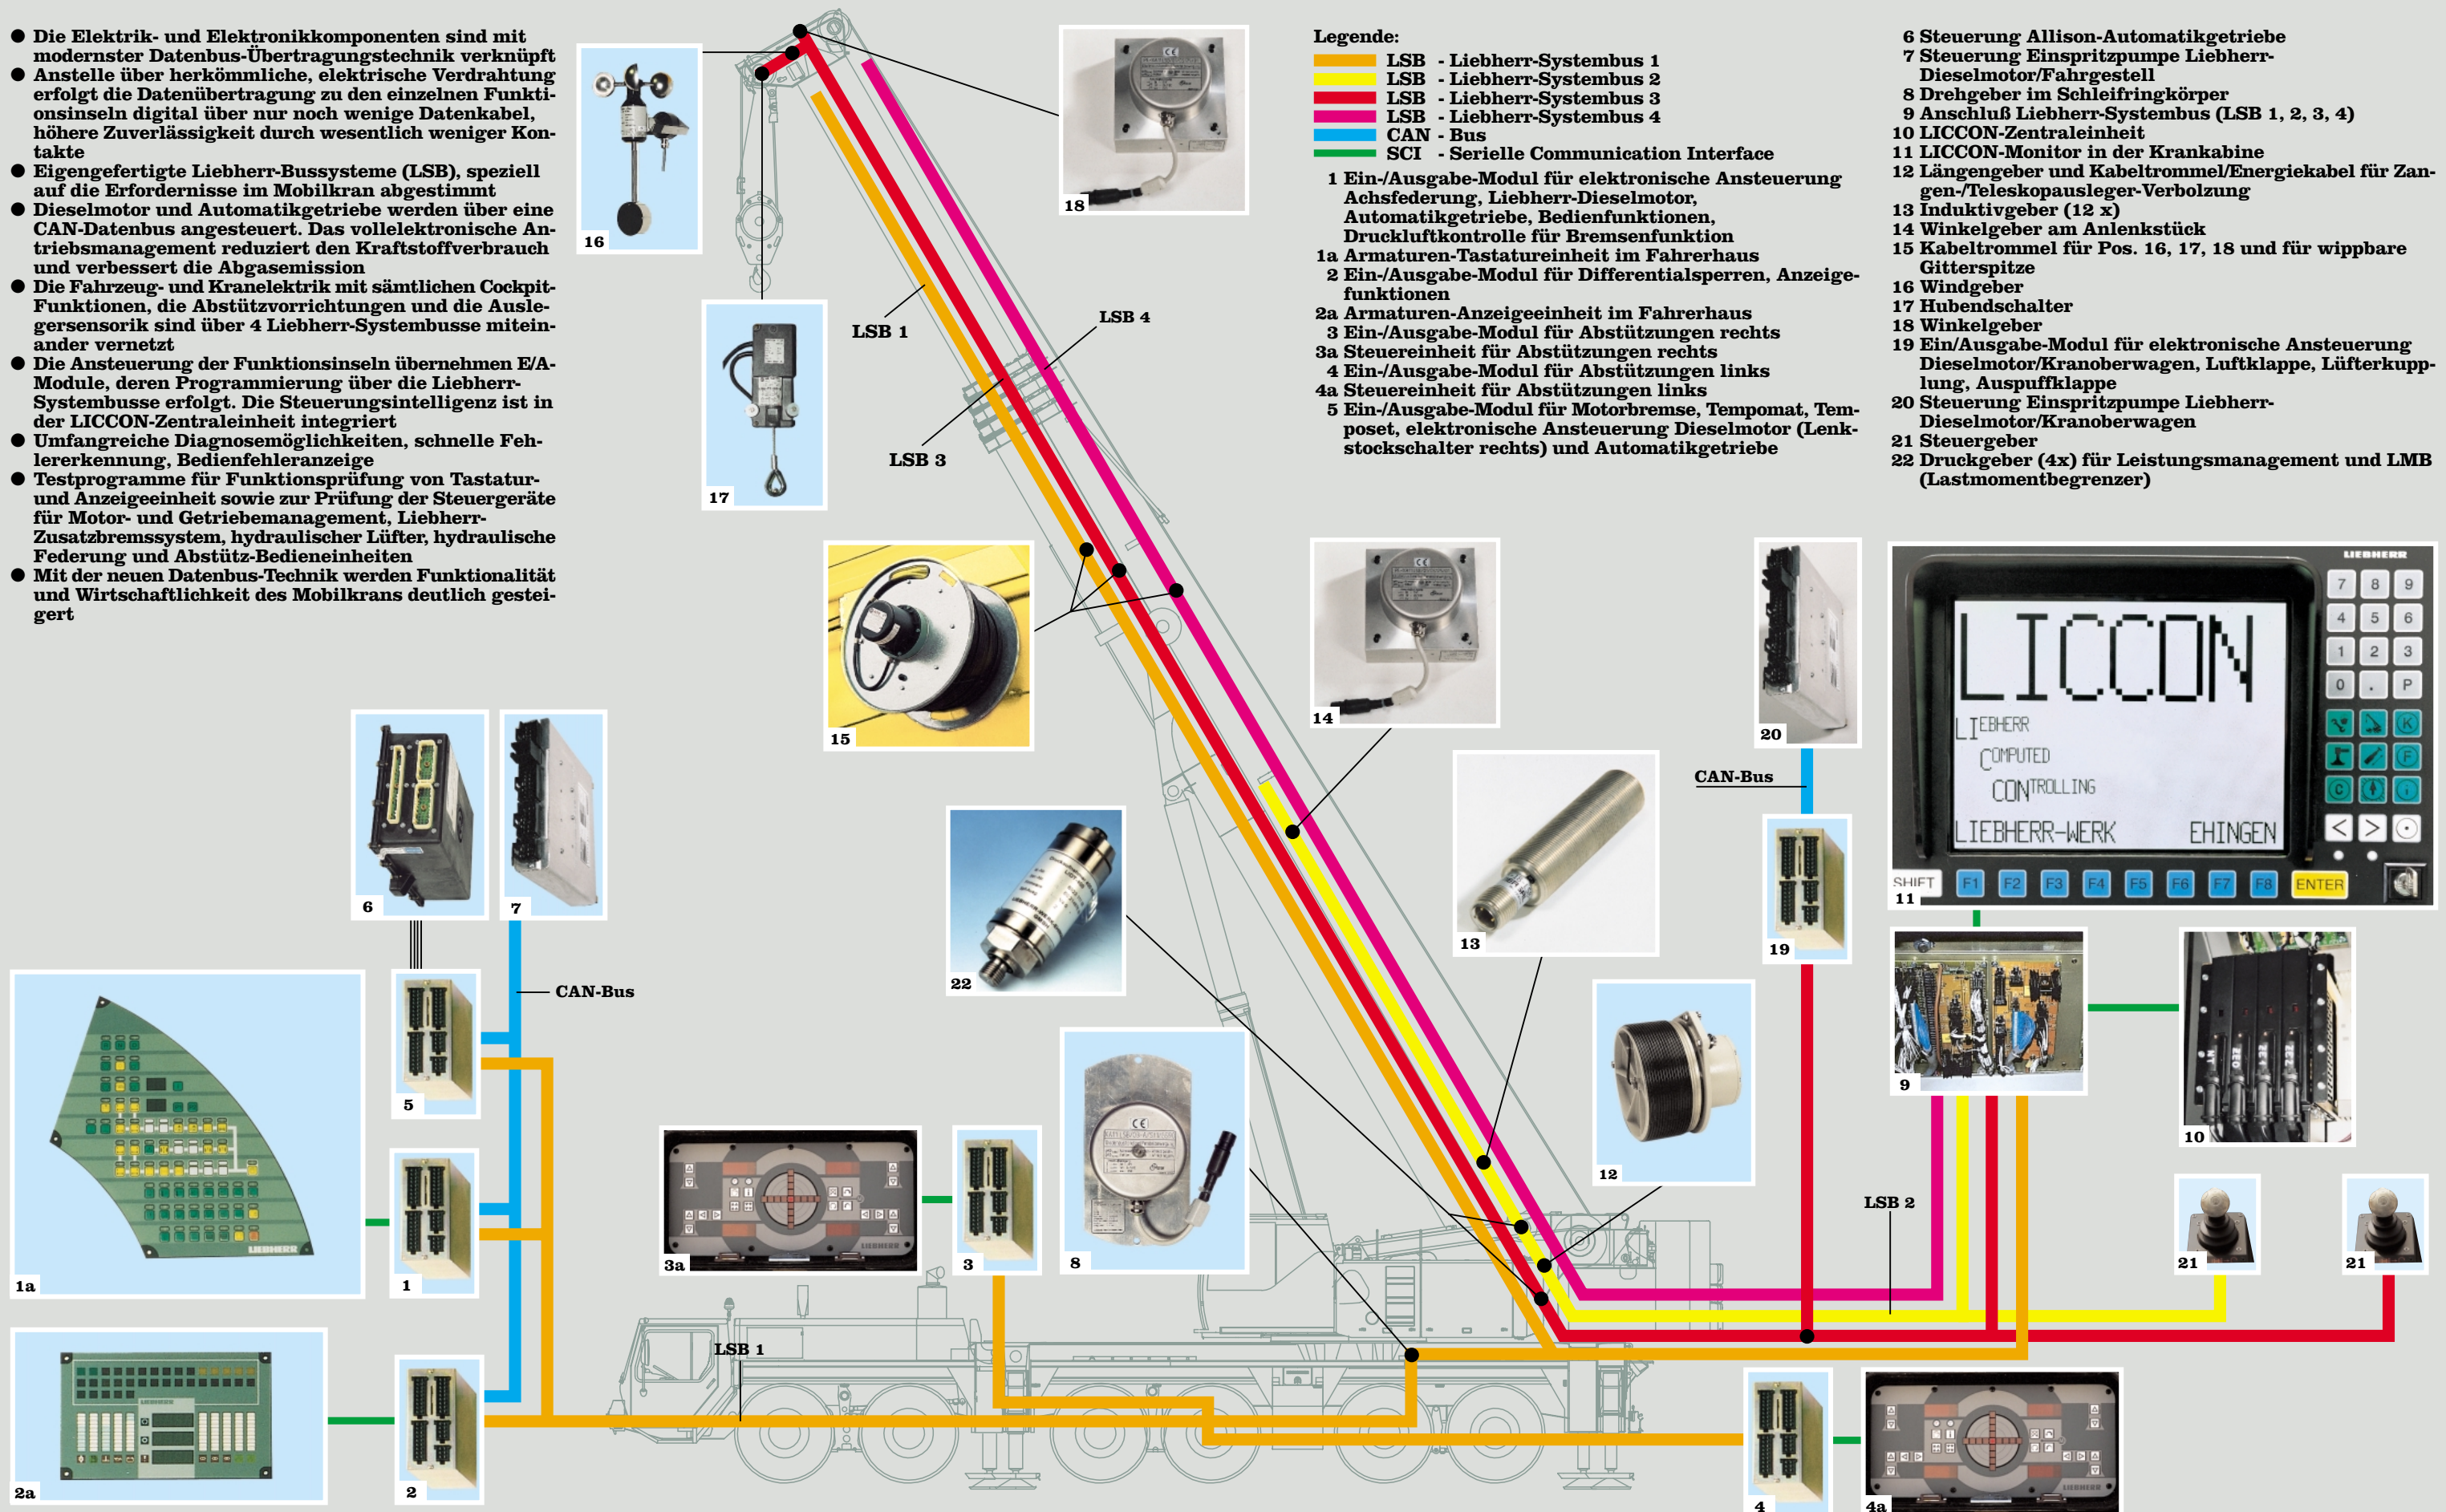 ● Die Elektrik- und Elektronikkomponenten sind mit
modernster Datenbus-Übertragungstechnik verknüpft
● Anstelle über herkömmliche, elektrische Verdrahtung
erfolgt die Datenübertragung zu den einzelnen Funkti-
onsinseln digital über nur noch wenige Datenkabel,
höhere Zuverlässigkeit durch wesentlich weniger Kon-
takte
● Eigengefertigte Liebherr-Bussysteme (LSB), speziell
auf die Erfordernisse im Mobilkran abgestimmt
● Dieselmotor und Automatikgetriebe werden über eine
CAN-Datenbus angesteuert. Das vollelektronische An-
triebsmanagement reduziert den Kraftstoffverbrauch
und verbessert die Abgasemission
● Die Fahrzeug- und Kranelektrik mit sämtlichen Cockpit-
Funktionen, die Abstützvorrichtungen und die Ausle-
gersensorik sind über 4 Liebherr-Systembusse mitein-
ander vernetzt
● Die Ansteuerung der Funktionsinseln übernehmen E/A-
Module, deren Programmierung über die Liebherr-
Systembusse erfolgt. Die Steuerungsintelligenz ist in
der LICCON-Zentraleinheit integriert
● Umfangreiche Diagnosemöglichkeiten, schnelle Feh-
lererkennung, Bedienfehleranzeige
● Testprogramme für Funktionsprüfung von Tastatur-
und Anzeigeeinheit sowie zur Prüfung der Steuergeräte
für Motor- und Getriebemanagement, Liebherr-
Zusatzbremssystem, hydraulischer Lüfter, hydraulische
Federung und Abstütz-Bedieneinheiten
● Mit der neuen Datenbus-Technik werden Funktionalität
und Wirtschaftlichkeit des Mobilkrans deutlich gestei-
gert
Legende:
LSB - Liebherr-Systembus 1
LSB - Liebherr-Systembus 2
LSB - Liebherr-Systembus 3
LSB - Liebherr-Systembus 4
CAN - Bus
SCI - Serielle Communication Interface
1 Ein-/Ausgabe-Modul für elektronische Ansteuerung
Achsfederung, Liebherr-Dieselmotor,
Automatikgetriebe, Bedienfunktionen,
Druckluftkontrolle für Bremsenfunktion
1a Armaturen-Tastatureinheit im Fahrerhaus
2 Ein-/Ausgabe-Modul für Differentialsperren, Anzeige-
funktionen
2a Armaturen-Anzeigeeinheit im Fahrerhaus
3 Ein-/Ausgabe-Modul für Abstützungen rechts
3a Steuereinheit für Abstützungen rechts
4 Ein-/Ausgabe-Modul für Abstützungen links
4a Steuereinheit für Abstützungen links
5 Ein-/Ausgabe-Modul für Motorbremse, Tempomat, Tem-
poset, elektronische Ansteuerung Dieselmotor (Lenk-
stockschalter rechts) und Automatikgetriebe
6 Steuerung Allison-Automatikgetriebe
7 Steuerung Einspritzpumpe Liebherr-
Dieselmotor/Fahrgestell
8 Drehgeber im Schleifringkörper
9 Anschluß Liebherr-Systembus (LSB 1, 2, 3, 4)
10 LICCON-Zentraleinheit
11 LICCON-Monitor in der Krankabine
12 Längengeber und Kabeltrommel/Energiekabel für Zan-
gen-/Teleskopausleger-Verbolzung
13 Induktivgeber (12 x)
14 Winkelgeber am Anlenkstück
15 Kabeltrommel für Pos. 16, 17, 18 und für wippbare
Gitterspitze
16 Windgeber
17 Hubendschalter
18 Winkelgeber
19 Ein/Ausgabe-Modul für elektronische Ansteuerung
Dieselmotor/Kranoberwagen, Luftklappe, Lüfterkupp-
lung, Auspuffklappe
20 Steuerung Einspritzpumpe Liebherr-
Dieselmotor/Kranoberwagen
21 Steuergeber
22 Druckgeber (4x) für Leistungsmanagement und LMB
(Lastmomentbegrenzer)
16
18
17
LSB 1
LSB 4
LSB 3
15
14
20
CAN-Bus
LIEBHERR
7 8 9
4 5 6
1 2 3
0 . P
K
F
C i
< >
LICCON
LIEBHERR
COMPUTED
CONTROLLING
LIEBHERR-WERK EHINGEN
SHIFT F1 F2 F3 F4 F5 F6 F7 F8 ENTER
11
6
7
13
22
19
CAN-Bus
5
12
9
10
LIEBHERR
1a
1
LIEBHERR
3a
3
CE
8
LSB 2
21
21
LSB 1
LIEBHERR
2a
2
4
LIEBHERR
4a